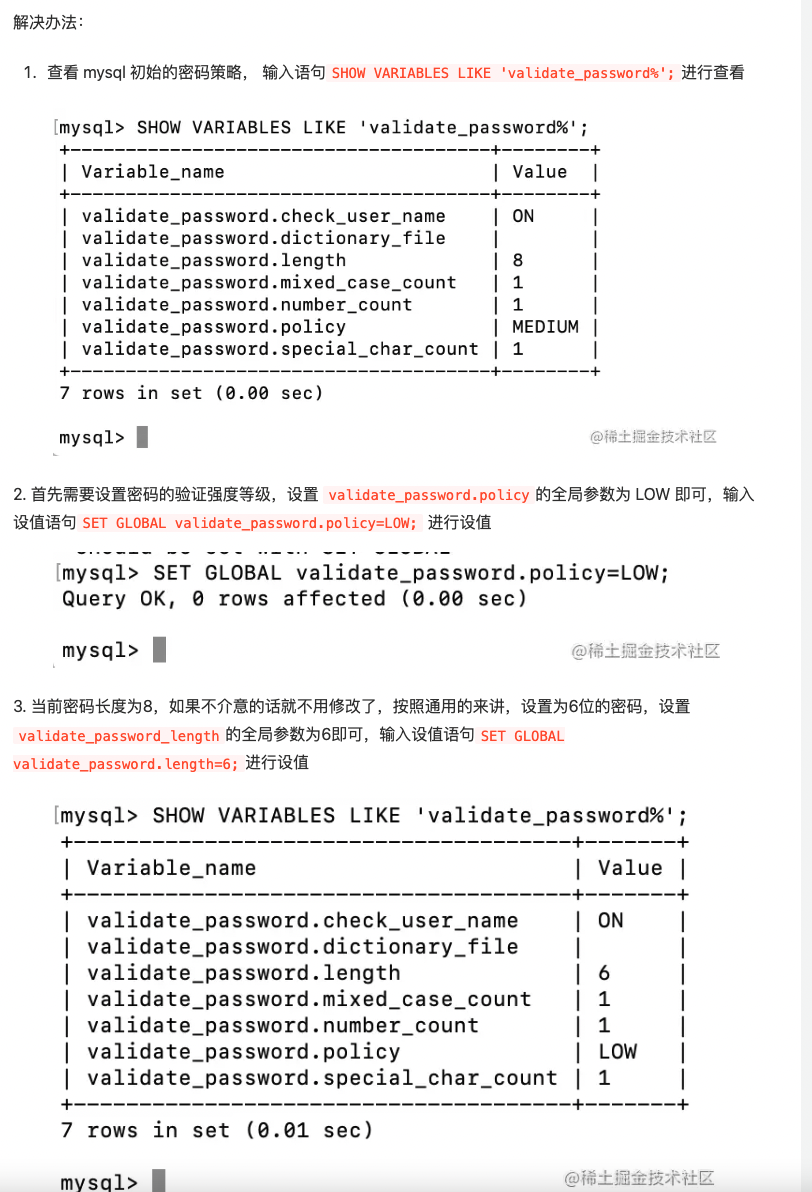 解决办法：
1. 查看 mysql 初始的密码策略， 输入语句 SHOW VARIABLES LIKE 'validate_password%'; 进行查看
[mysql> SHOW VARIABLES LIKE 'validate_password%';
+--------------------------------------+--------+
| Variable_name | Value |
+--------------------------------------+--------+
| validate_password.check_user_name | ON |
| validate_password.dictionary_file | |
| validate_password.length | 8 |
| validate_password.mixed_case_count | 1 |
| validate_password.number_count | 1 |
| validate_password.policy | MEDIUM |
| validate_password.special_char_count | 1 |
+--------------------------------------+--------+
7 rows in set (0.00 sec)
mysql>
@稀土掘金技术社区
2. 首先需要设置密码的验证强度等级，设置 validate_password.policy 的全局参数为 LOW 即可，输入
设值语句 SET GLOBAL validate_password.policy=LOW; 进行设值
[mysql> SET GLOBAL validate_password.policy=LOW;
Query OK, 0 rows affected (0.00 sec)
mysql>
@稀土掘金技术社区
3. 当前密码长度为8，如果不介意的话就不用修改了，按照通用的来讲，设置为6位的密码，设置
validate_password_length 的全局参数为6即可，输入设值语句 SET GLOBAL
validate_password.length=6; 进行设值
[mysql> SHOW VARIABLES LIKE 'validate_password%';
+--------------------------------------+-------+
| Variable_name | Value |
+--------------------------------------+-------+
| validate_password.check_user_name | ON |
| validate_password.dictionary_file | |
| validate_password.length | 6 |
| validate_password.mixed_case_count | 1 |
| validate_password.number_count | 1 |
| validate_password.policy | LOW |
| validate_password.special_char_count | 1 |
+--------------------------------------+-------+
7 rows in set (0.01 sec)
mysql>
@稀土掘金技术社区